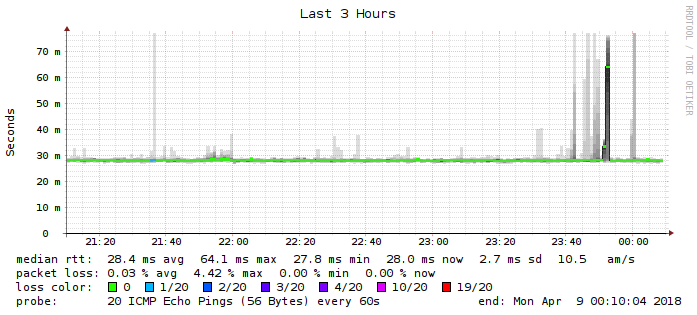 Last 3 Hours
RRDTOOL / TOBI OETIKER
Seconds
70 m
60 m
50 m
40 m
30 m
20 m
10 m
0
21:20 21:40 22:00 22:20 22:40 23:00 23:20 23:40 00:00
median rtt: 28.4 ms avg 64.1 ms max 27.8 ms min 28.0 ms now 2.7 ms sd 10.5 am/s
packet loss: 0.03 % avg 4.42 % max 0.00 % min 0.00 % now
loss color: 0 1/20 2/20 3/20 4/20 10/20 19/20
probe: 20 ICMP Echo Pings (56 Bytes) every 60s end: Mon Apr 9 00:10:04 2018